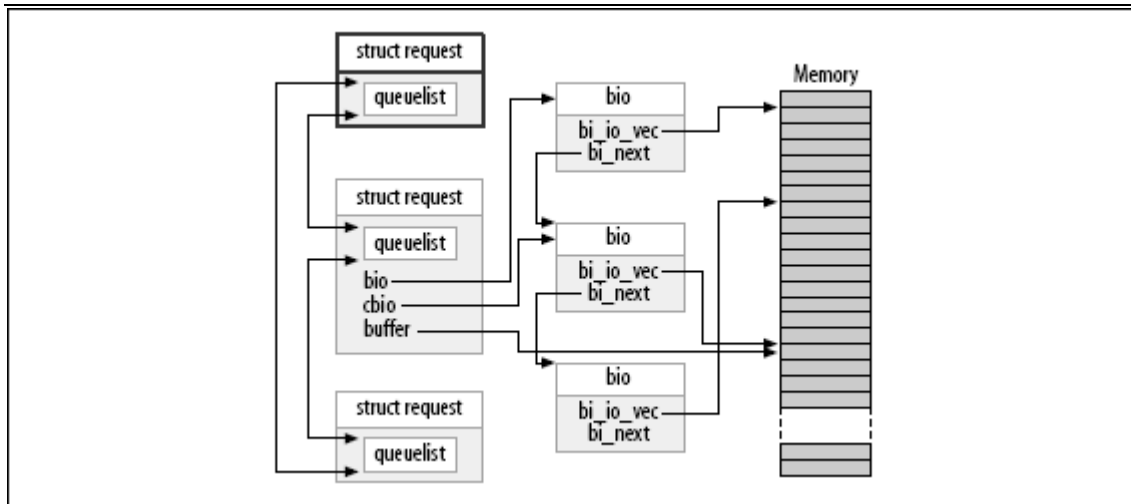 struct request
queuelist
struct request
queuelist
bio
cbio
buffer
struct request
queuelist
bio
bi_io_vec
bi_next
bio
bi_io_vec
bi_next
bio
bi_io_vec
bi_next
Memory